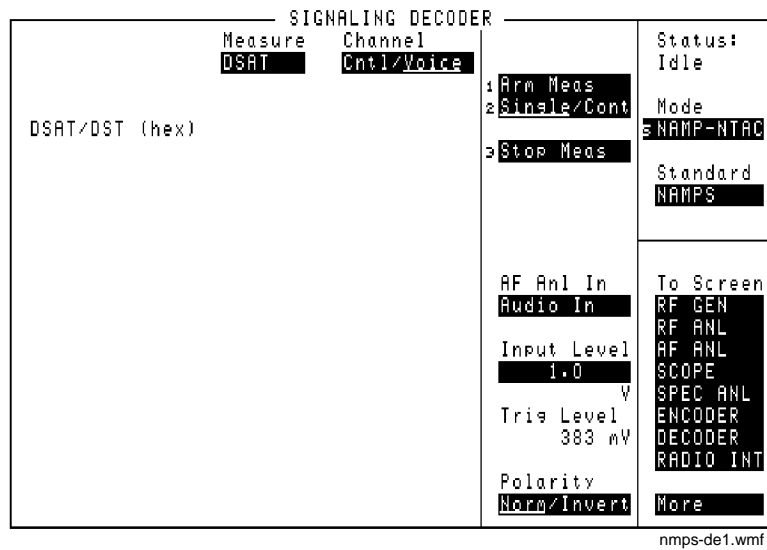 SIGNALING DECODER
Measure
DSAT
Channel
Cntl/Voice
DSAT/DST (hex)
1 Arm Meas
2 Single/Cont
3 Stop Meas
AF Anl In
Audio In
Input Level
1.0
V
Trig Level
383 mV
Polarity
Norm/Invert
Status:
Idle
Mode
S NAMP-NTAC
Standard
NAMPS
To Screen
RF GEN
RF ANL
AF ANL
SCOPE
SPEC ANL
ENCODER
DECODER
RADIO INT
More
nmps-de1.wmf